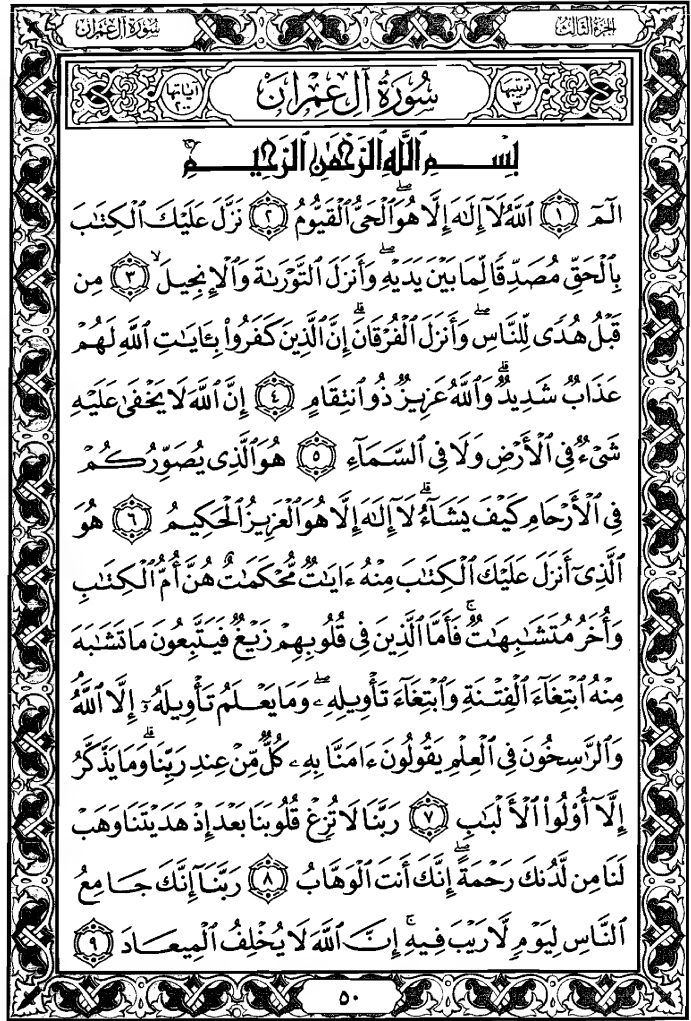 الجزء الثالث
سورة آل عمران
ترتيبها ٣
سُورَةُ آلِ عِمْرَانَ
آياتها ٢٠٠
بِسْمِ اللَّهِ الرَّحْمَٰنِ الرَّحِيمِ
الٓمٓ ١ ٱللَّهُ لَآ إِلَٰهَ إِلَّا هُوَ ٱلْحَىُّ ٱلْقَيُّومُ ٢ نَزَّلَ عَلَيْكَ ٱلْكِتَٰبَ
بِٱلْحَقِّ مُصَدِّقًا لِّمَا بَيْنَ يَدَيْهِ ۖ وَأَنزَلَ ٱلتَّوْرَىٰةَ وَٱلْإِنجِيلَ ۙ ٣ مِن
قَبْلُ هُدًى لِّلنَّاسِ ۖ وَأَنزَلَ ٱلْفُرْقَانَ ۗ إِنَّ ٱلَّذِينَ كَفَرُوا۟ بِـَٔايَٰتِ ٱللَّهِ لَهُمْ
عَذَابٌ شَدِيدٌ ۗ وَٱللَّهُ عَزِيزٌ ذُو ٱنتِقَامٍ ٤ إِنَّ ٱللَّهَ لَا يَخْفَىٰ عَلَيْهِ
شَىْءٌ فِى ٱلْأَرْضِ وَلَا فِى ٱلسَّمَآءِ ٥ هُوَ ٱلَّذِى يُصَوِّرُكُمْ
فِى ٱلْأَرْحَامِ كَيْفَ يَشَآءُ ۗ لَآ إِلَٰهَ إِلَّا هُوَ ٱلْعَزِيزُ ٱلْحَكِيمُ ٦ هُوَ
ٱلَّذِىٓ أَنزَلَ عَلَيْكَ ٱلْكِتَٰبَ مِنْهُ ءَايَٰتٌ مُّحْكَمَٰتٌ هُنَّ أُمُّ ٱلْكِتَٰبِ
وَأُخَرُ مُتَشَٰبِهَٰتٌ ۚ فَأَمَّا ٱلَّذِينَ فِى قُلُوبِهِمْ زَيْغٌ فَيَتَّبِعُونَ مَا تَشَٰبَهَ
مِنْهُ ٱبْتِغَآءَ ٱلْفِتْنَةِ وَٱبْتِغَآءَ تَأْوِيلِهِۦ ۖ وَمَا يَعْلَمُ تَأْوِيلَهُۥٓ إِلَّا ٱللَّهُ
وَٱلرَّٰسِخُونَ فِى ٱلْعِلْمِ يَقُولُونَ ءَامَنَّا بِهِۦ كُلٌّ مِّنْ عِندِ رَبِّنَا ۗ وَمَا يَذَّكَّرُ
إِلَّآ أُو۟لُوا۟ ٱلْأَلْبَٰبِ ٧ رَبَّنَا لَا تُزِغْ قُلُوبَنَا بَعْدَ إِذْ هَدَيْتَنَا وَهَبْ
لَنَا مِن لَّدُنكَ رَحْمَةً ۖ إِنَّكَ أَنتَ ٱلْوَهَّابُ ٨ رَبَّنَآ إِنَّكَ جَامِعُ
ٱلنَّاسِ لِيَوْمٍ لَّا رَيْبَ فِيهِ ۚ إِنَّ ٱللَّهَ لَا يُخْلِفُ ٱلْمِيعَادَ ٩
٥٠